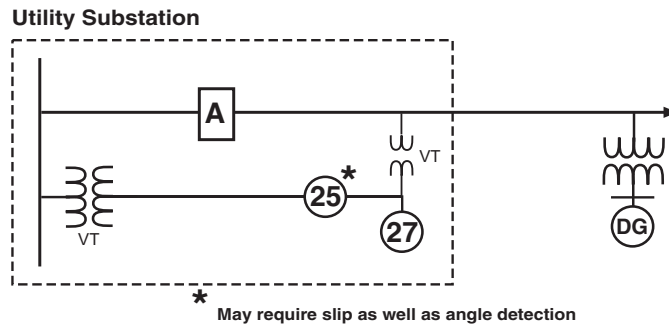 Utility Substation
A
VT
25 *
27
DG
VT
* May require slip as well as angle detection